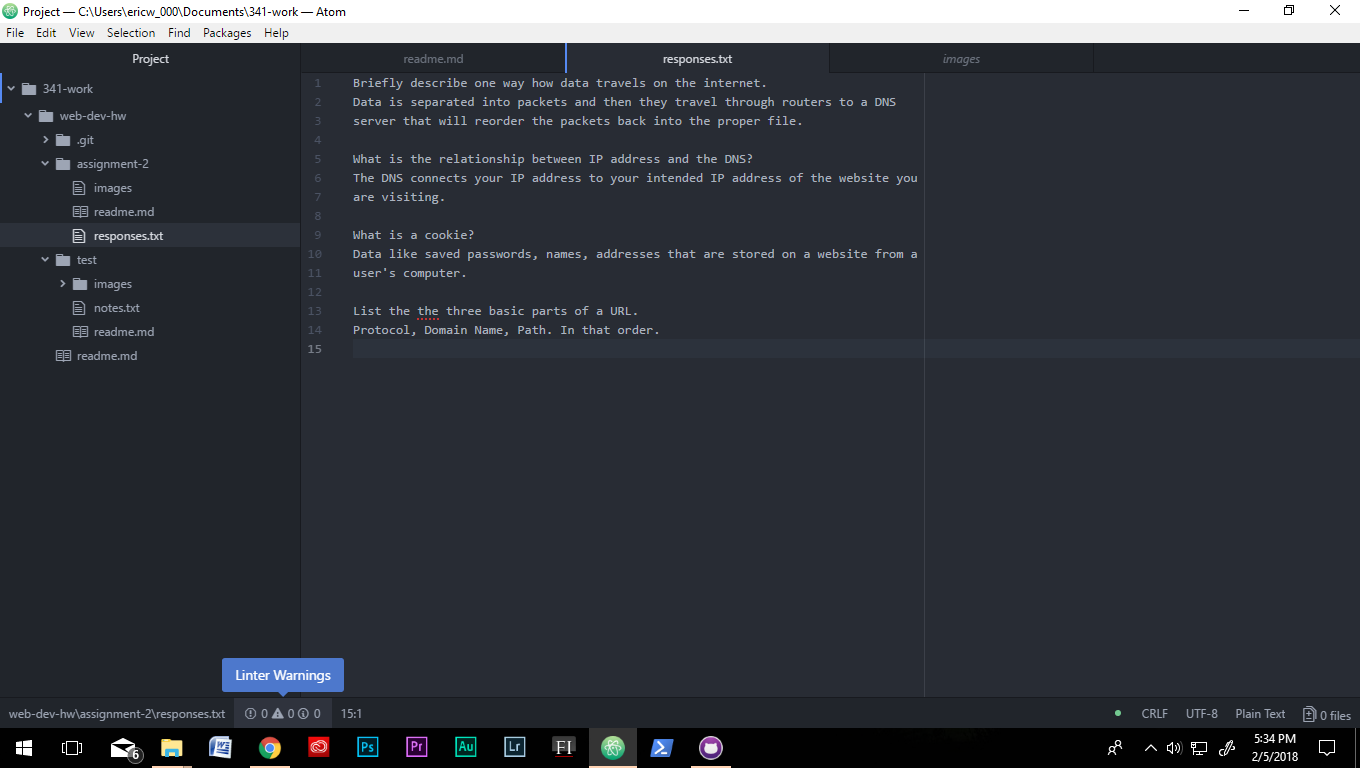 Project — C:\Users\ericw_000\Documents\341-work — Atom
File Edit View Selection Find Packages Help
Project
readme.md
responses.txt
images
341-work
web-dev-hw
.git
assignment-2
images
readme.md
responses.txt
test
images
notes.txt
readme.md
readme.md
1 Briefly describe one way how data travels on the internet.
2 Data is separated into packets and then they travel through routers to a DNS
3 server that will reorder the packets back into the proper file.
4
5 What is the relationship between IP address and the DNS?
6 The DNS connects your IP address to your intended IP address of the website you
7 are visiting.
8
9 What is a cookie?
10 Data like saved passwords, names, addresses that are stored on a website from a
11 user's computer.
12
13 List the the three basic parts of a URL.
14 Protocol, Domain Name, Path. In that order.
15
Linter Warnings
web-dev-hw\assignment-2\responses.txt 0 0 0 15:1 CRLF UTF-8 Plain Text 0 files
6 Ps Pr Au Lr FI
5:34 PM
2/5/2018